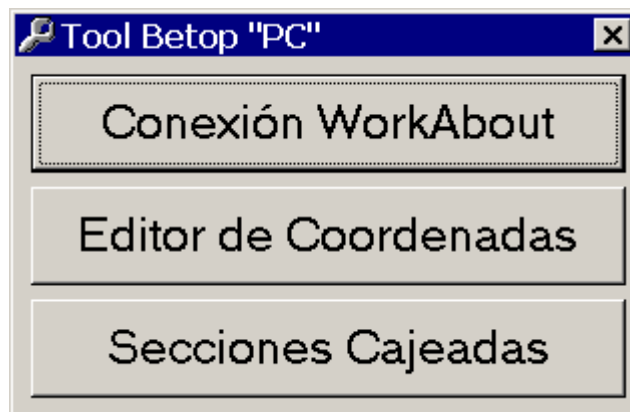 Tool Betop "PC"
Conexión WorkAbout
Editor de Coordenadas
Secciones Cajeadas